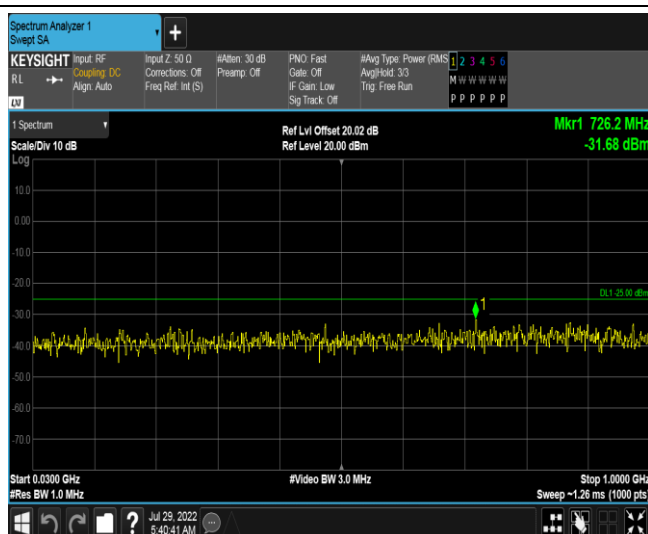 Spectrum Analyzer 1
Swept SA
+
KEYSIGHT Input: RF Input Z: 50 Ω #Atten: 30 dB PNO: Fast #Avg Type: Power (RMS 1 2 3 4 5 6
RL Coupling: DC Corrections: Off Preamp: Off Gate: Off Avg|Hold: 3/3 M W W W W W
Align: Auto Freq Ref: Int (S) IF Gain: Low Trig: Free Run
Sig Track: Off P P P P P P
LXI
1 Spectrum Ref Lvl Offset 20.02 dB Mkr1 726.2 MHz
Scale/Div 10 dB Ref Level 20.00 dBm -31.68 dBm
Log
10.0
0.00
-10.0
-20.0
DL1 -25.00 dBm
1
-30.0
-40.0
-50.0
-60.0
-70.0
Start 0.0300 GHz #Video BW 3.0 MHz Stop 1.0000 GHz
#Res BW 1.0 MHz Sweep ~1.26 ms (1000 pts)
? Jul 29, 2022
5:40:41 AM